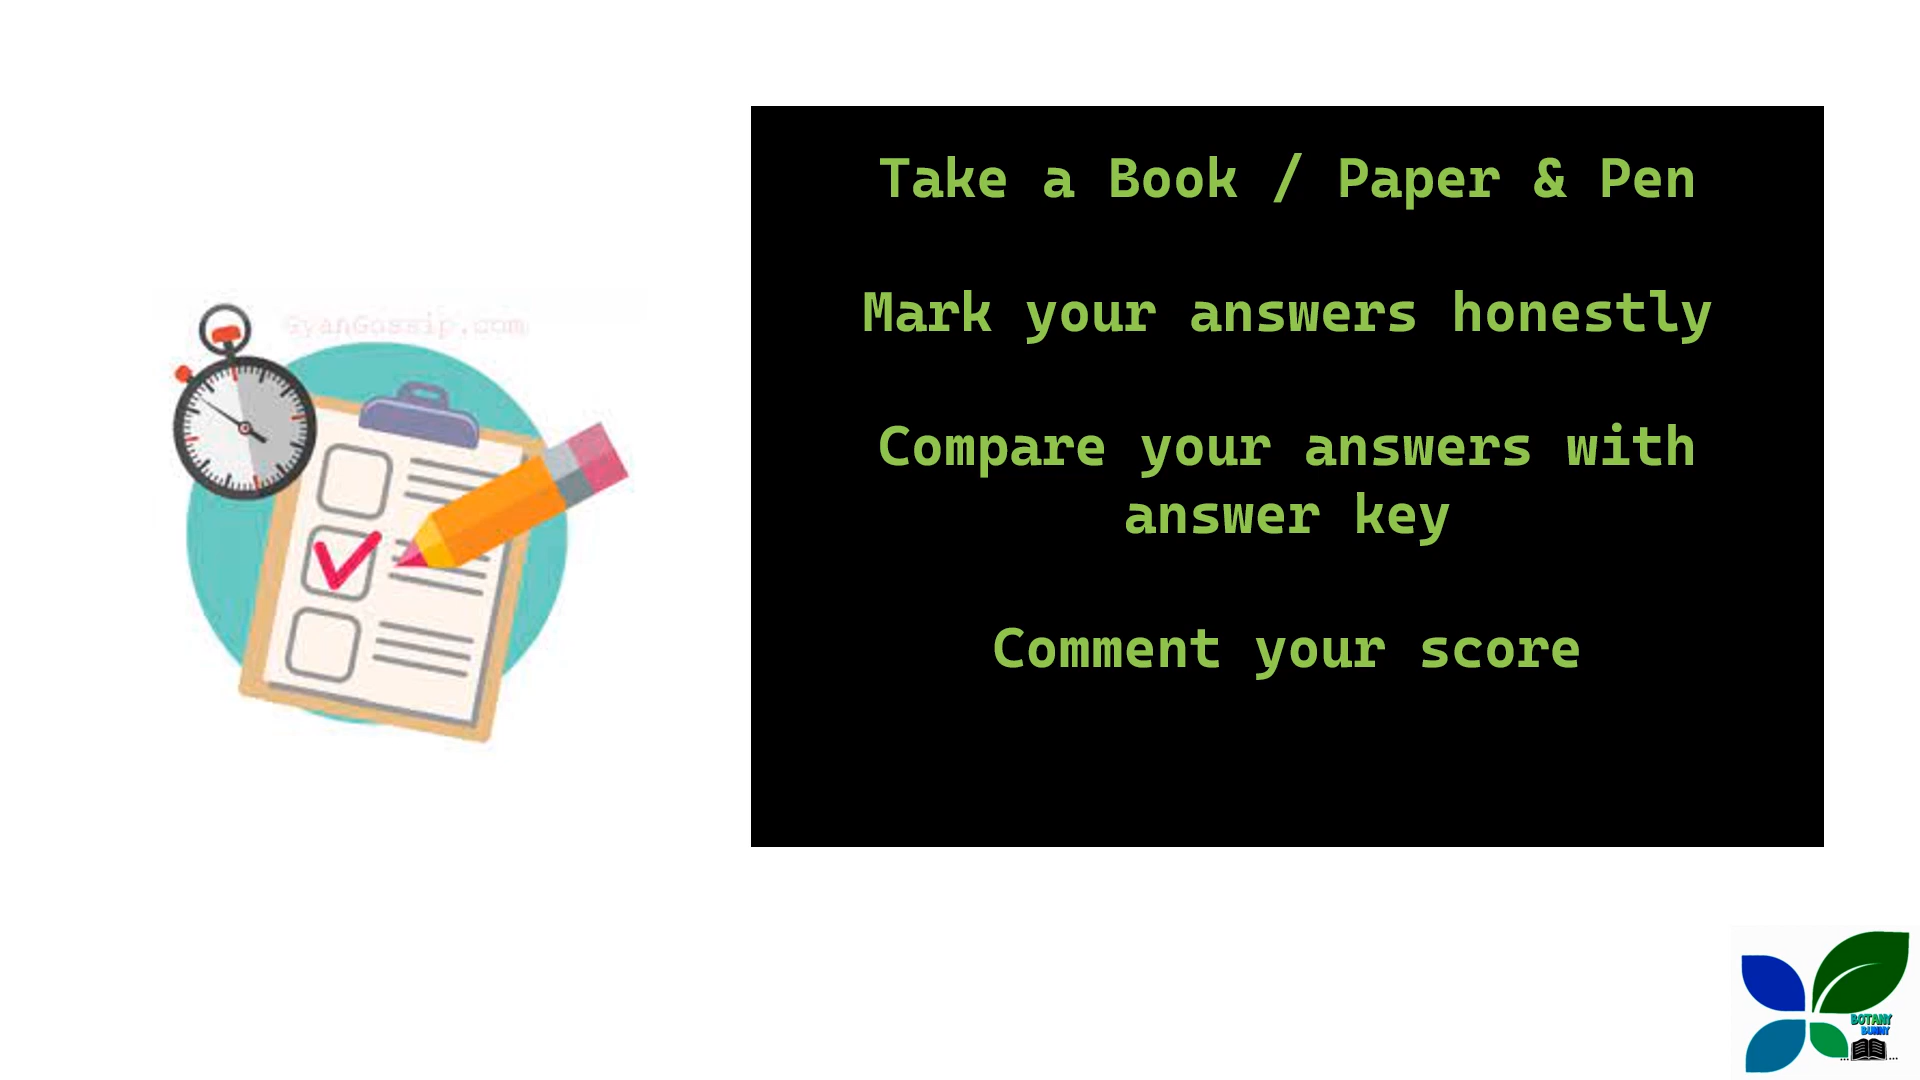 GyanGossip.com
Take a Book / Paper & Pen
Mark your answers honestly
Compare your answers with
answer key
Comment your score
BOTANY
BUNNY